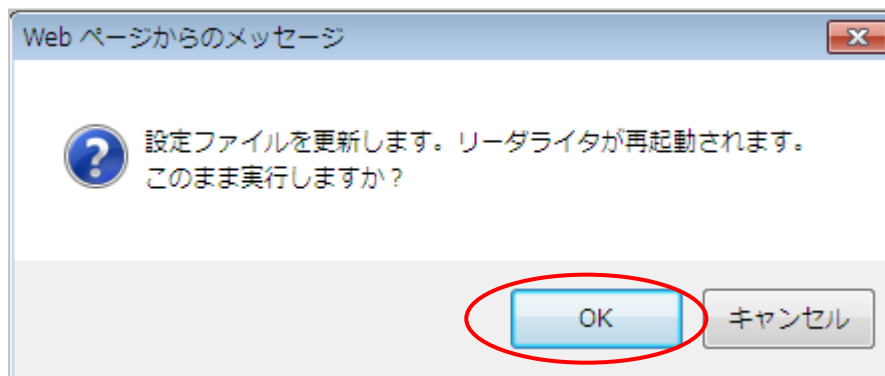 Web ページからのメッセージ
設定ファイルを更新します。リーダライタが再起動されます。
このまま実行しますか？
OK
キャンセル